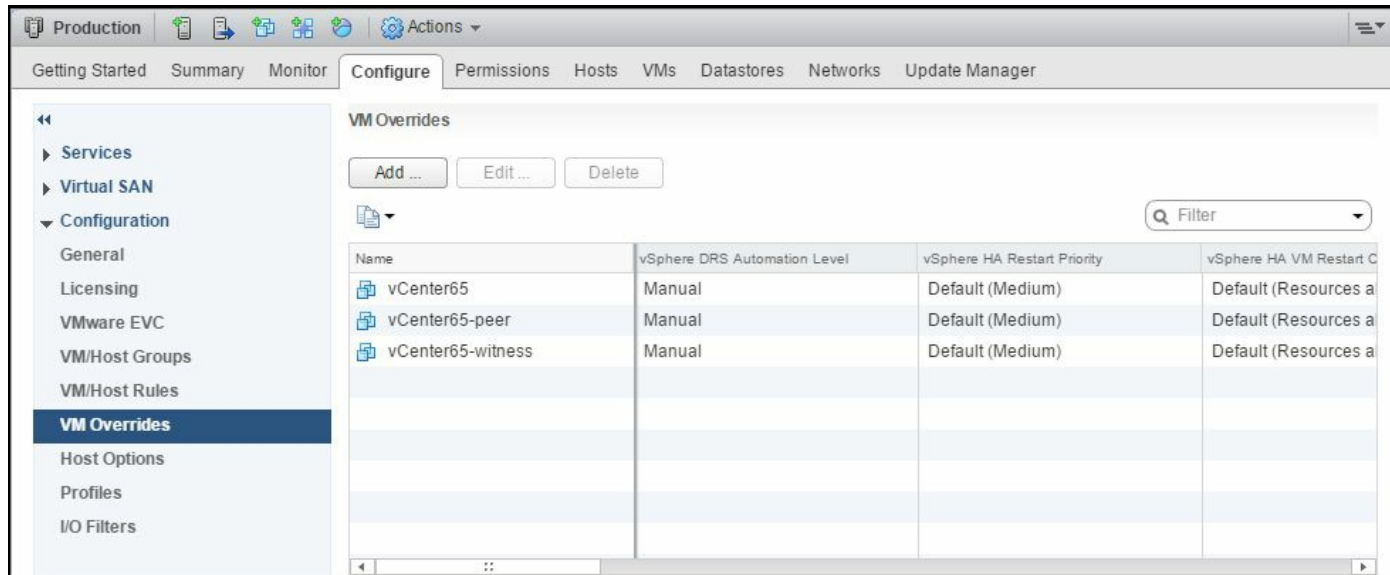 Production Actions
Getting Started Summary Monitor Configure Permissions Hosts VMs Datastores Networks Update Manager
Services
Virtual SAN
Configuration
General
Licensing
VMware EVC
VM/Host Groups
VM/Host Rules
VM Overrides
Host Options
Profiles
I/O Filters
VM Overrides
Add ... Edit ... Delete
Filter
Name vSphere DRS Automation Level vSphere HA Restart Priority vSphere HA VM Restart C
vCenter65 Manual Default (Medium) Default (Resources a
vCenter65-peer Manual Default (Medium) Default (Resources a
vCenter65-witness Manual Default (Medium) Default (Resources a